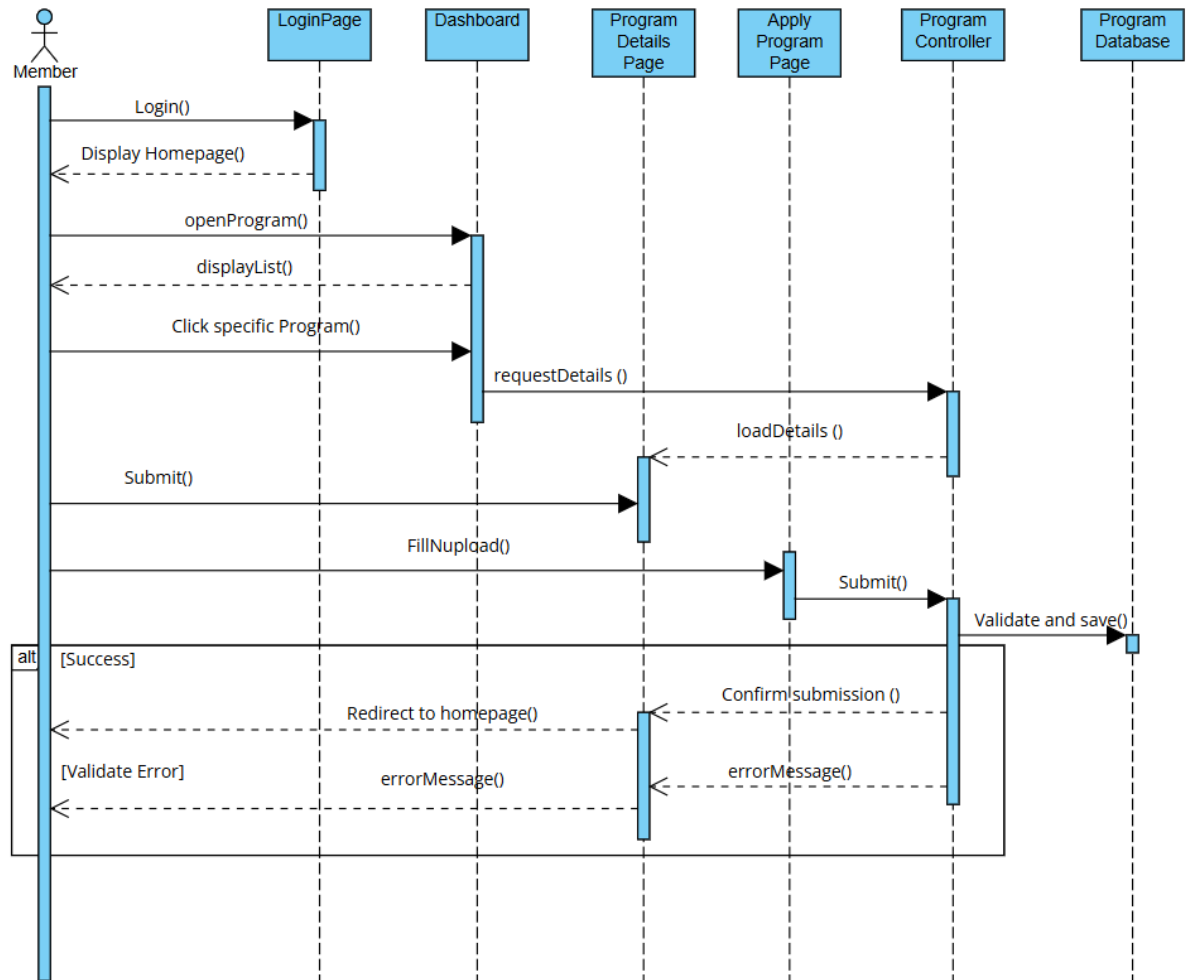 LoginPage
Dashboard
Program
Details
Page
Apply
Program
Page
Program
Controller
Program
Database
Member
Login()
Display Homepage()
openProgram()
displayList()
Click specific Program()
requestDetails ()
loadDetails ()
Submit()
FillNupload()
Submit()
Validate and save()
alt
[Success]
Confirm submission ()
Redirect to homepage()
[Validate Error]
errorMessage()
errorMessage()